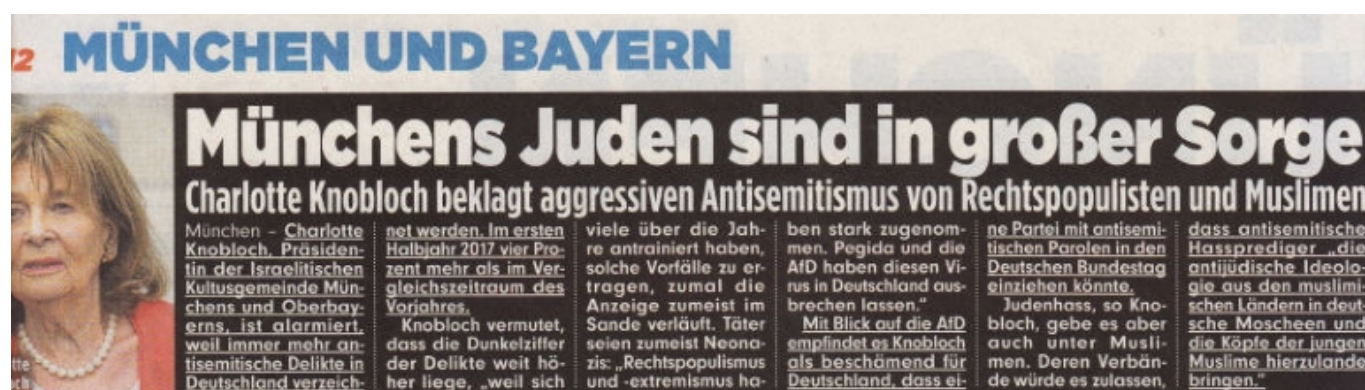 12 MÜNCHEN UND BAYERN
Münchens Juden sind in großer Sorge
Charlotte Knobloch beklagt aggressiven Antisemitismus von Rechtspopulisten und Muslimen
München – Charlotte
Knobloch, Präsiden-
tin der Israelitischen
Kultusgemeinde Mün-
chens und Oberbay-
erns, ist alarmiert,
weil immer mehr an-
tisemitische Delikte in
Deutschland verzeich-
net werden. Im ersten
Halbjahr 2017 vier Pro-
zent mehr als im Ver-
gleichszeitraum des
Vorjahres.
Knobloch vermutet,
dass die Dunkelziffer
der Delikte weit hö-
her liege, „weil sich
viele über die Jah-
re antrainiert haben,
solche Vorfälle zu er-
tragen, zumal die
Anzeige zumeist im
Sande verläuft. Täter
seien zumeist Neona-
zis: „Rechtspopulismus
und -extremismus ha-
ben stark zugenom-
men. Pegida und die
AfD haben diesen Vi-
rus in Deutschland aus-
brechen lassen.“
Mit Blick auf die AfD
empfindet es Knobloch
als beschämend für
Deutschland, dass ei-
ne Partei mit antisemi-
tischen Parolen in den
Deutschen Bundestag
einziehen könnte.
Judenhass, so Kno-
bloch, gebe es aber
auch unter Musli-
men. Deren Verbän-
de würde es zulassen,
dass antisemitische
Hassprediger „die
antijüdische Ideolo-
gie aus den muslimi-
schen Ländern in deut-
sche Moscheen und
die Köpfe der jungen
Muslime hierzulande
bringen.“